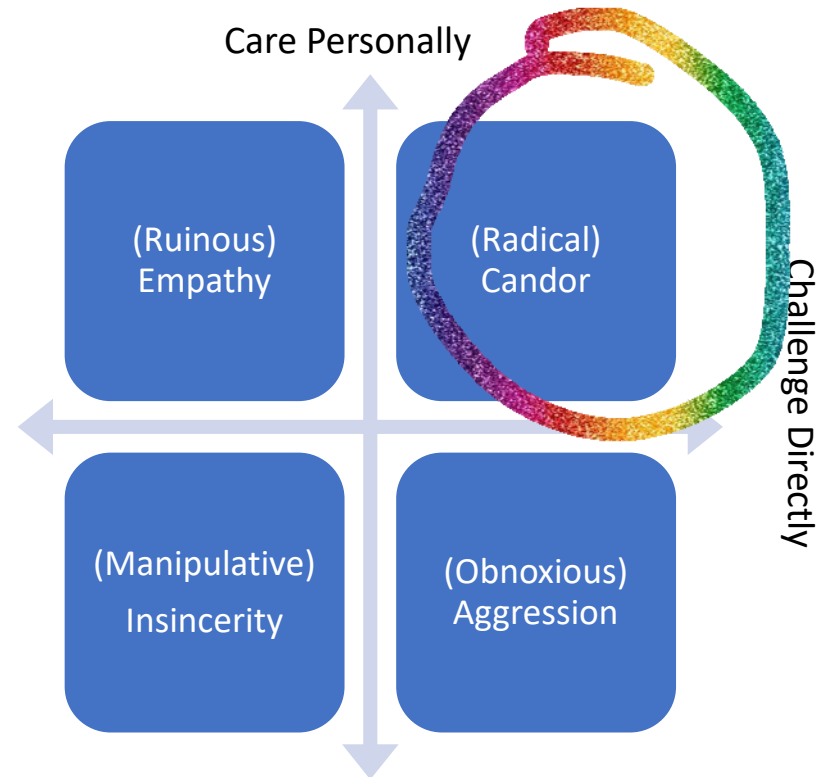 Care Personally
(Ruinous)
Empathy
(Radical)
Candor
Challenge Directly
(Manipulative)
Insincerity
(Obnoxious)
Aggression